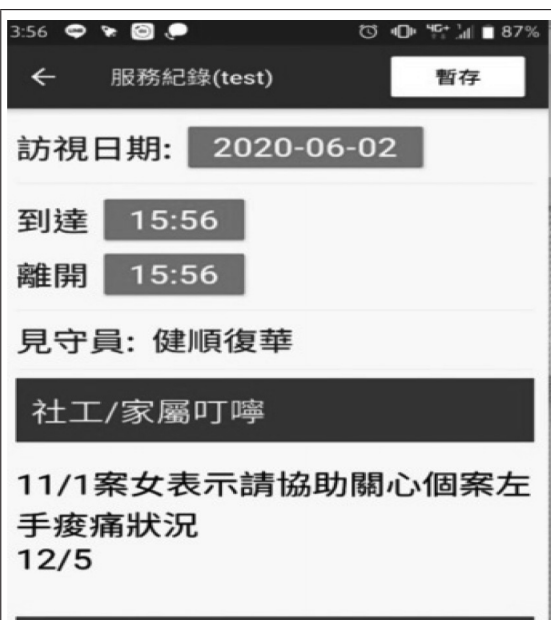 3:56 4G+ 87%
服務紀錄(test) 暫存
訪視日期: 2020-06-02
到達 15:56
離開 15:56
見守員: 健順復華
社工/家屬叮嚀
11/1案女表示請協助關心個案左
手痠痛狀況
12/5